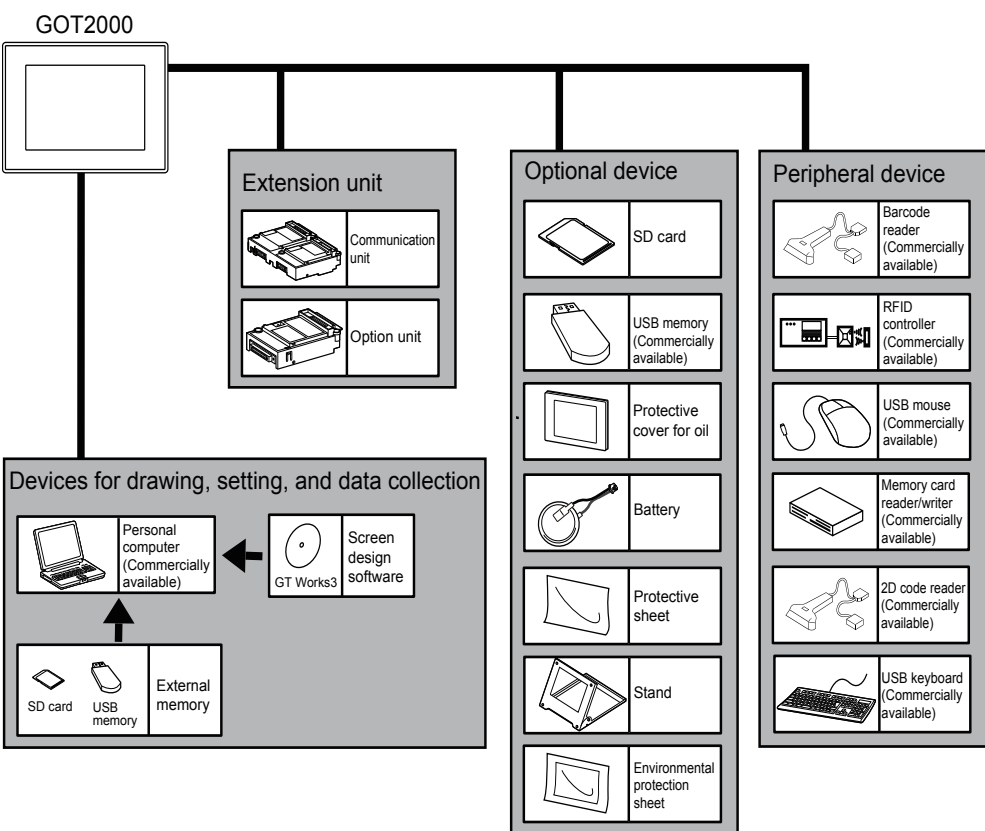 GOT2000
Extension unit
Communication
unit
Option unit
Optional device
SD card
USB memory
(Commercially
available)
Protective
cover for oil
Battery
Protective
sheet
Stand
Environmental
protection
sheet
Peripheral device
Barcode
reader
(Commercially
available)
RFID
controller
(Commercially
available)
USB mouse
(Commercially
available)
Memory card
reader/writer
(Commercially
available)
2D code reader
(Commercially
available)
USB keyboard
(Commercially
available)
Devices for drawing, setting, and data collection
Personal
computer
(Commercially
available)
GT Works3
Screen
design
software
SD card
USB
memory
External
memory